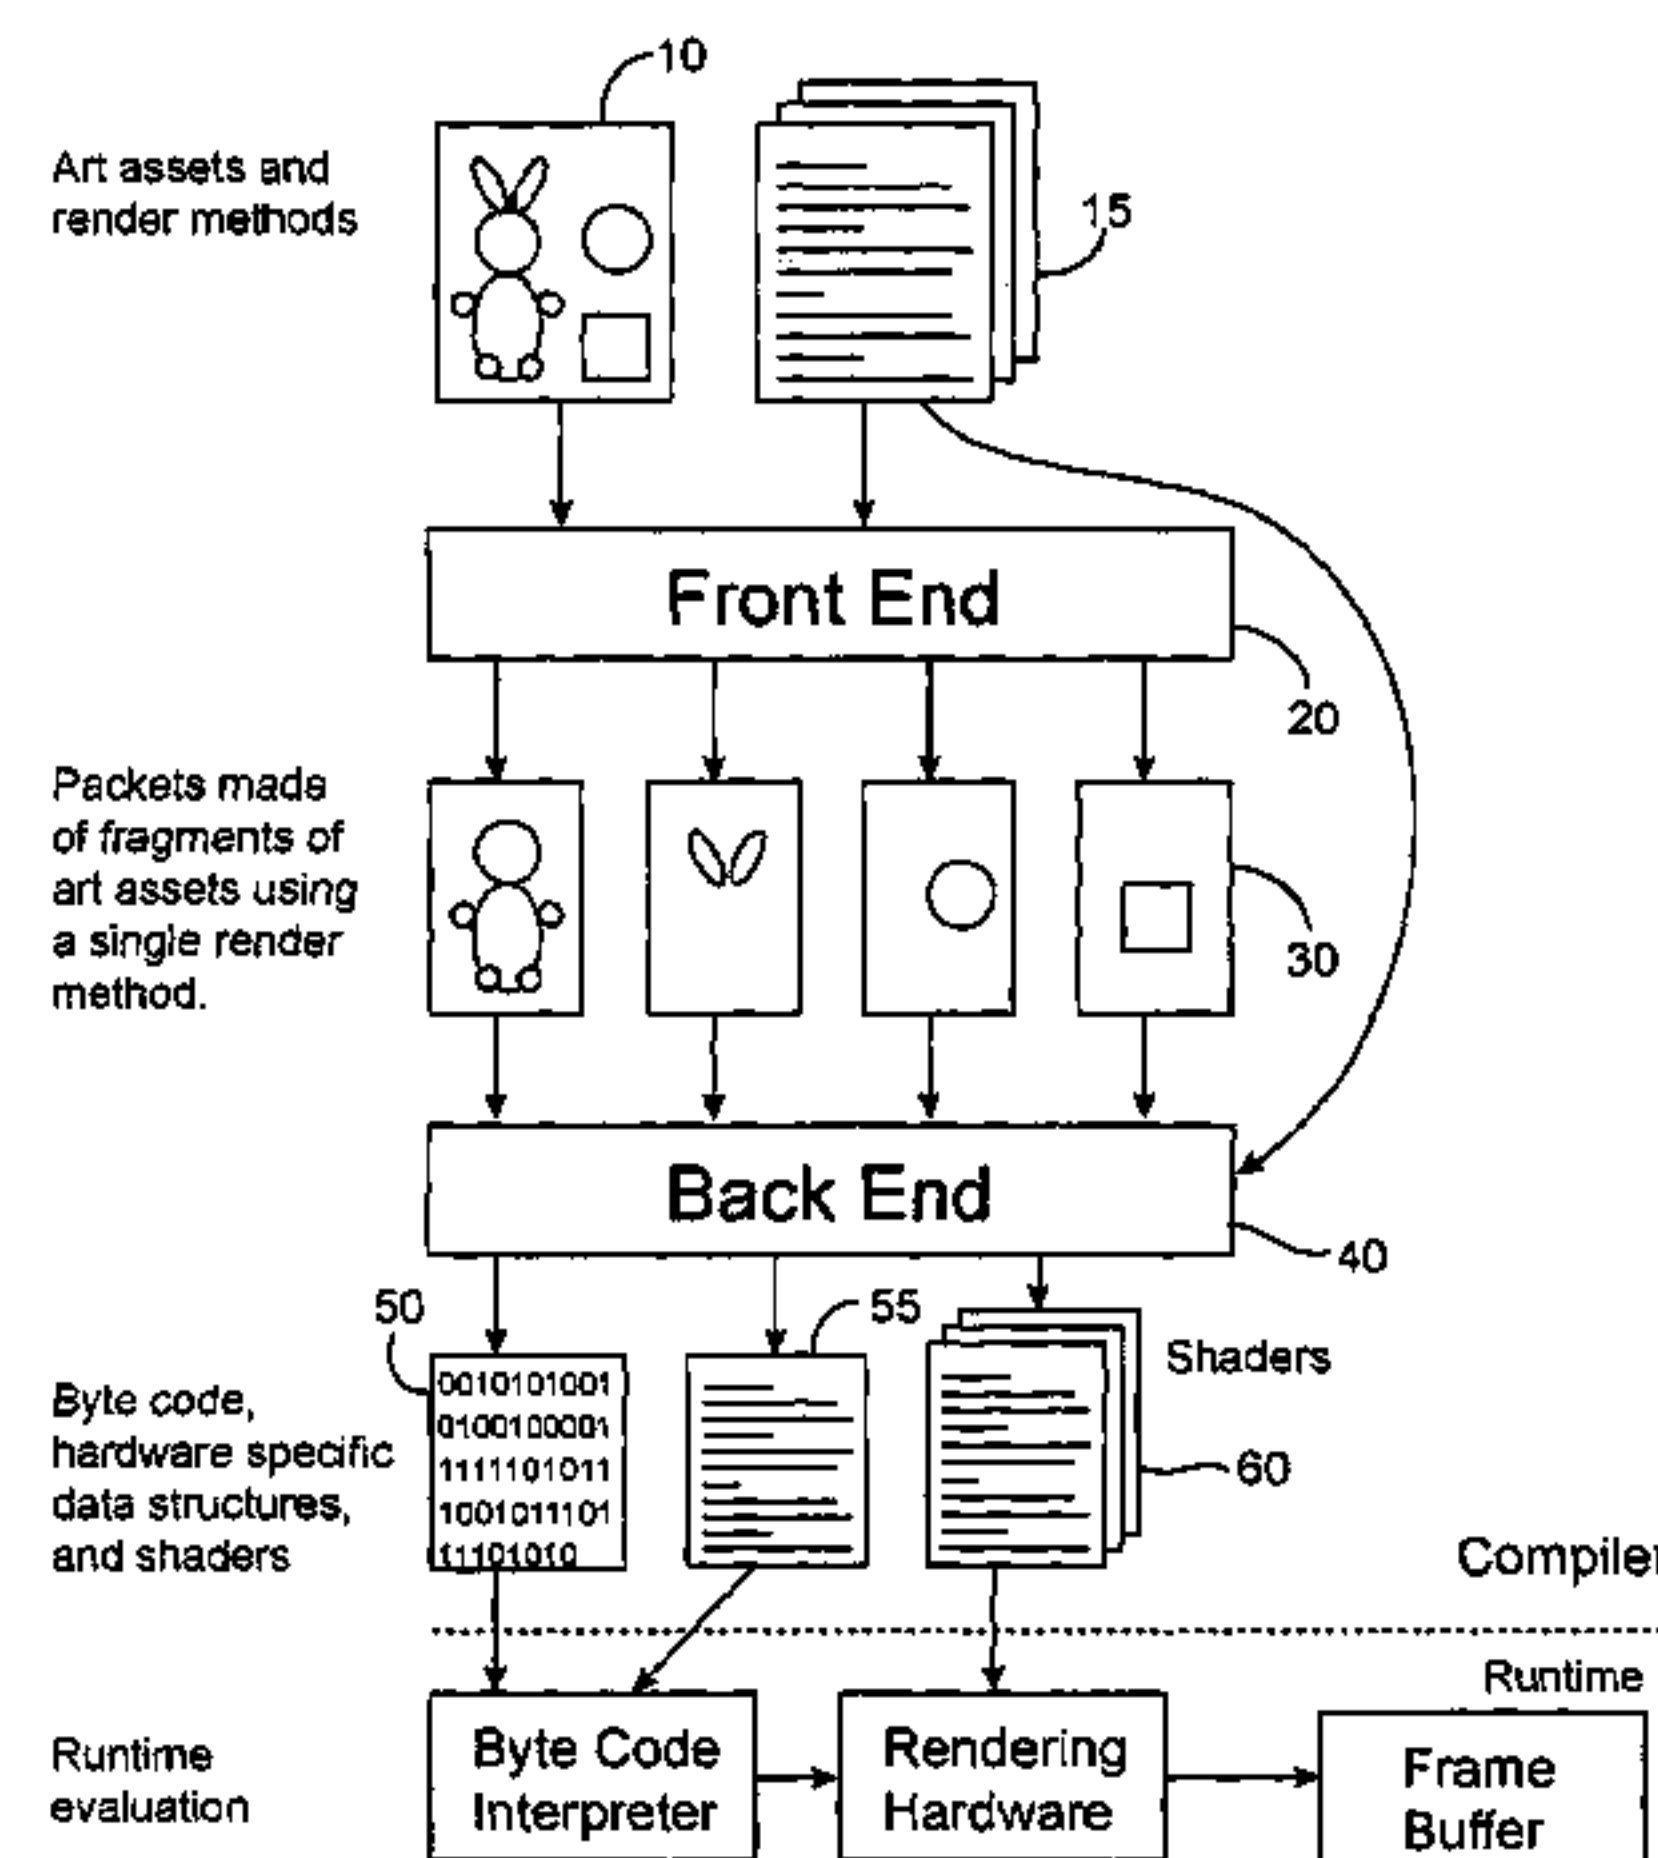 10
Art assets and
render methods
15
Front End
20
Packets made
of fragments of
art assets using
a single render
method.
30
Back End
40
50
55
Shaders
Byte code,
hardware specific
data structures,
and shaders
0010101001
0100100001
1111101011
1001011101
11101010
60
Compiler
Runtime
Runtime
evaluation
Byte Code
Interpreter
Rendering
Hardware
Frame
Buffer